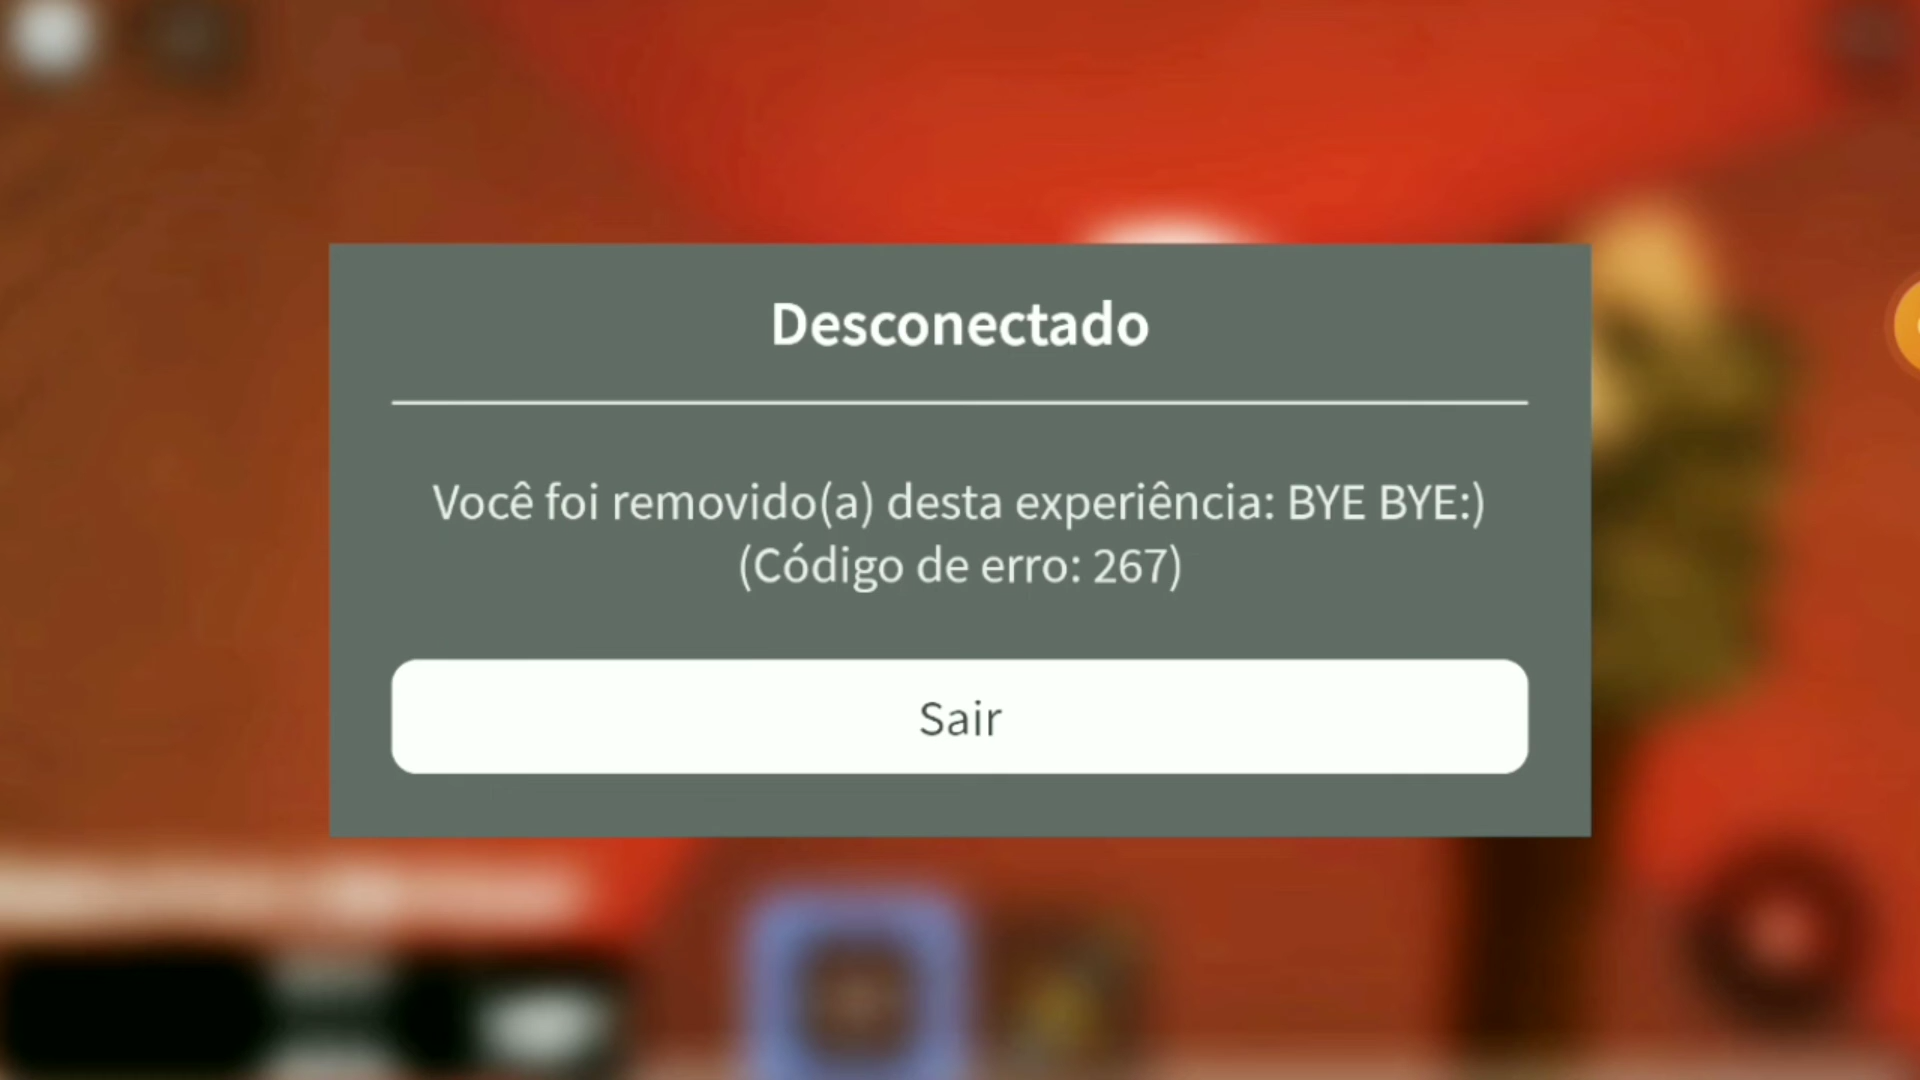 Desconectado
Você foi removido(a) desta experiência: BYE BYE:)
(Código de erro: 267)
Sair